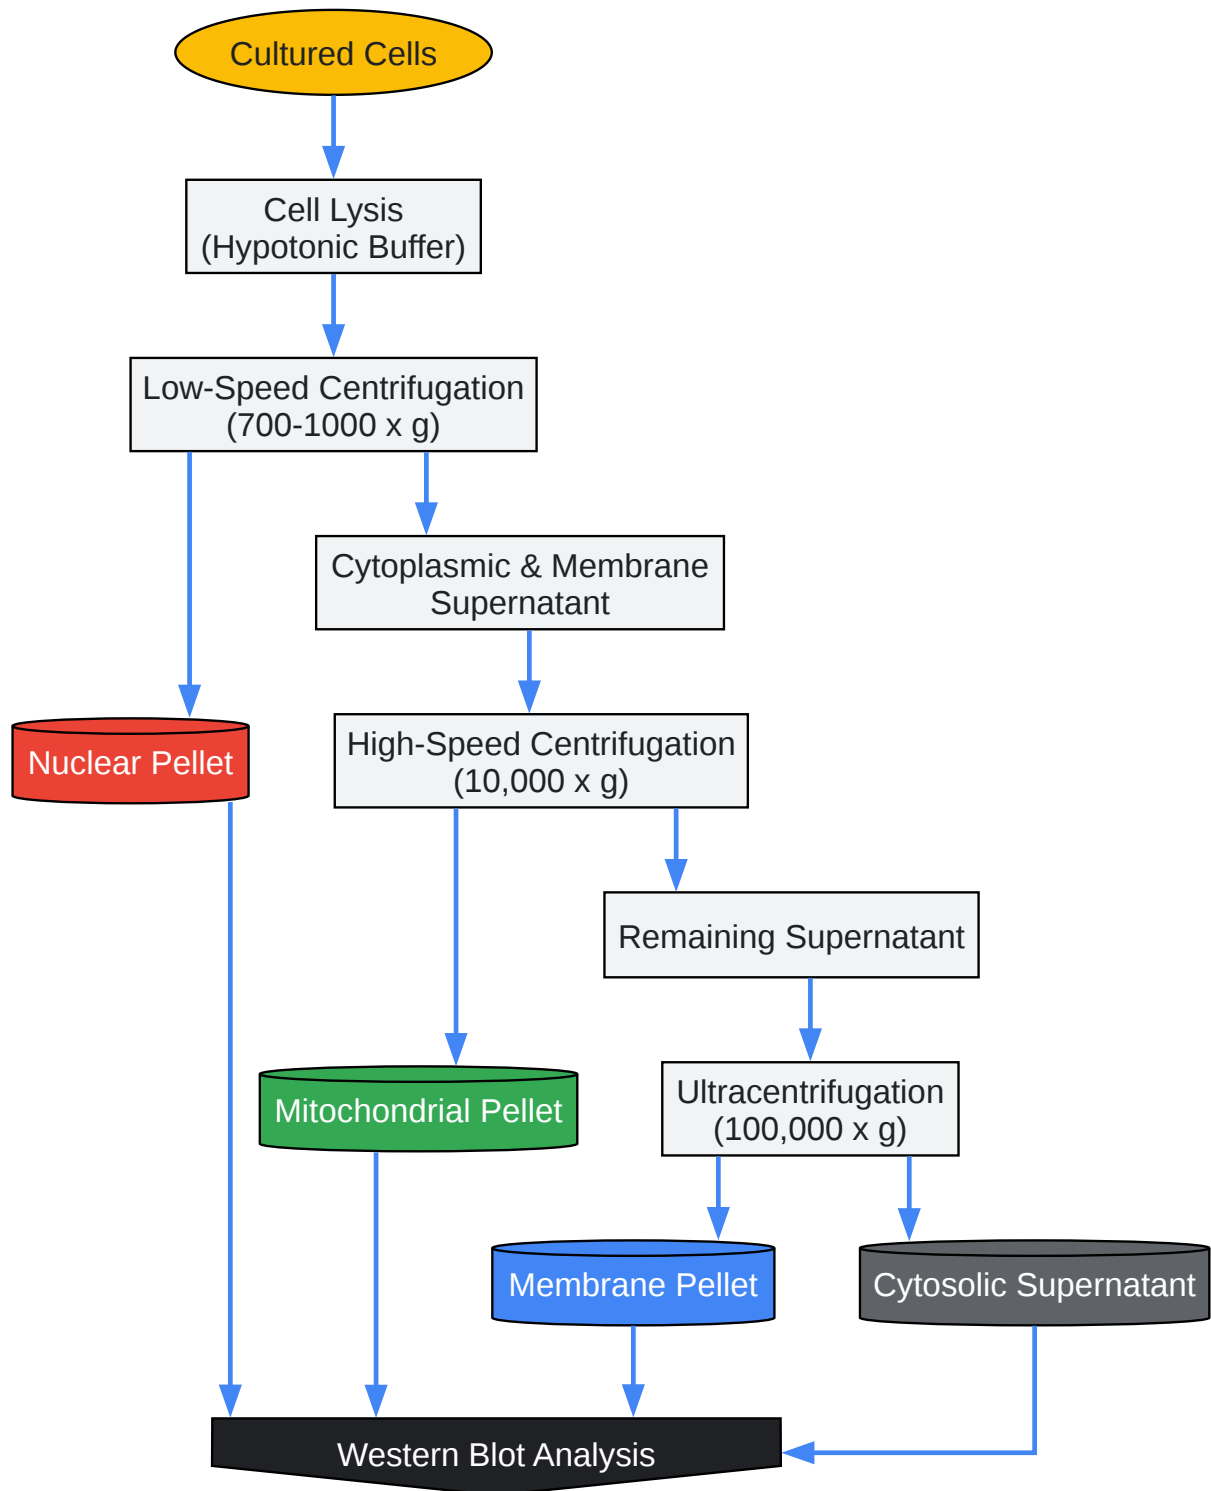 Cultured Cells
Cell Lysis
(Hypotonic Buffer)
Low-Speed Centrifugation
(700-1000 x g)
Cytoplasmic & Membrane
Supernatant
Nuclear Pellet
High-Speed Centrifugation
(10,000 x g)
Remaining Supernatant
Mitochondrial Pellet
Ultracentrifugation
(100,000 x g)
Membrane Pellet
Cytosolic Supernatant
Western Blot Analysis